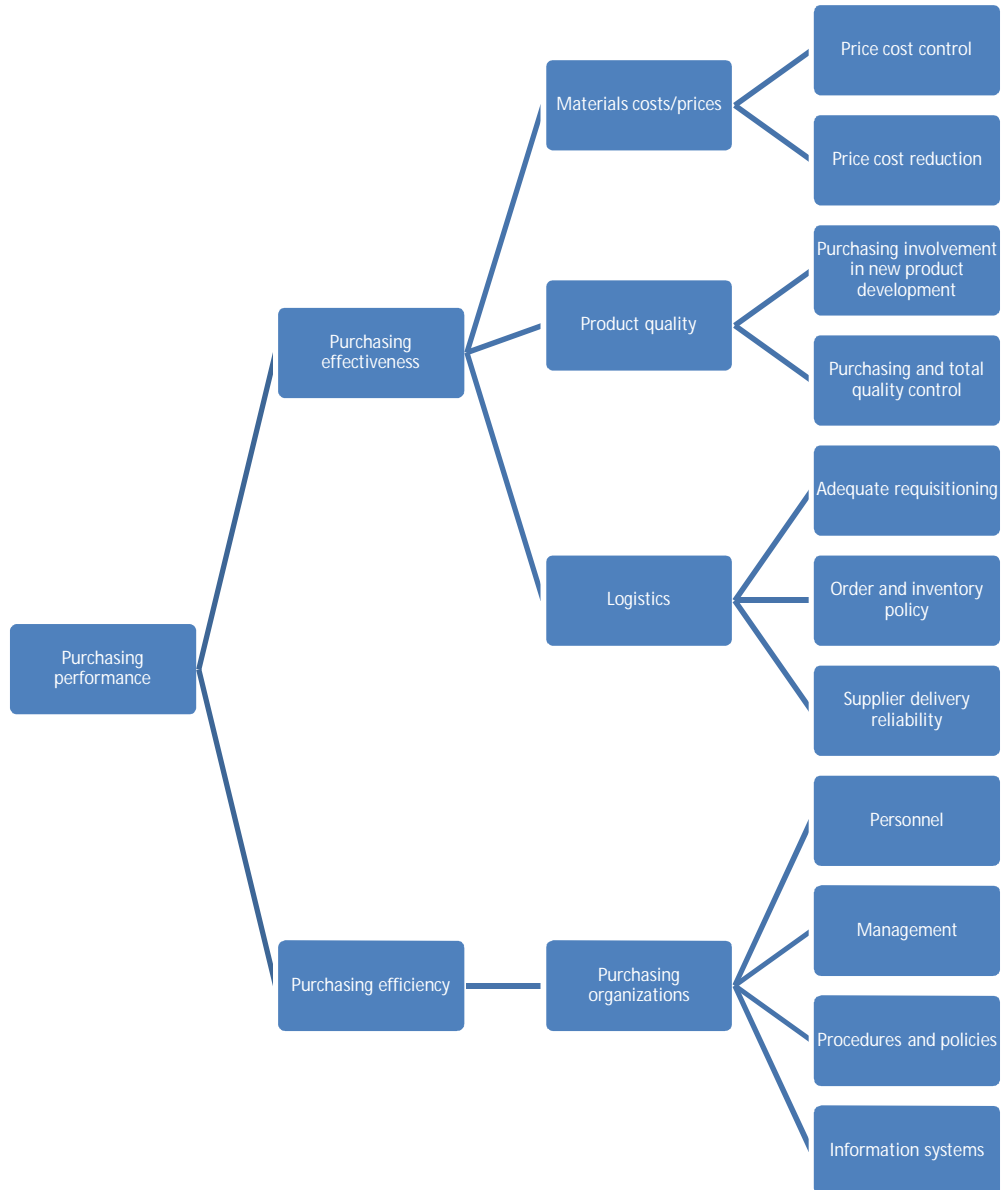 Purchasing
performance
Purchasing
effectiveness
Materials costs/prices
Price cost control
Price cost reduction
Product quality
Purchasing involvement
in new product
development
Purchasing and total
quality control
Logistics
Adequate requisitioning
Order and inventory
policy
Supplier delivery
reliability
Purchasing efficiency
Purchasing
organizations
Personnel
Management
Procedures and policies
Information systems